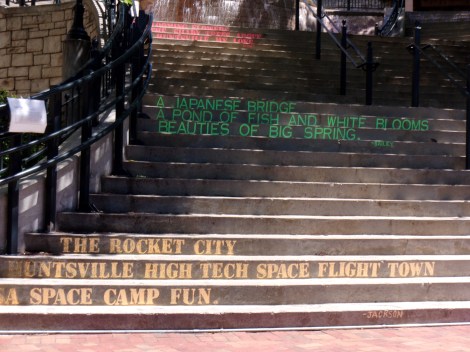 A JAPANESE BRIDGE
A POND OF FISH AND WHITE BLOOMS
BEAUTIES OF BIG SPRING.
THE ROCKET CITY
HUNTSVILLE HIGH TECH SPACE FLIGHT TOWN
SA SPACE CAMP FUN.
-JACKSON